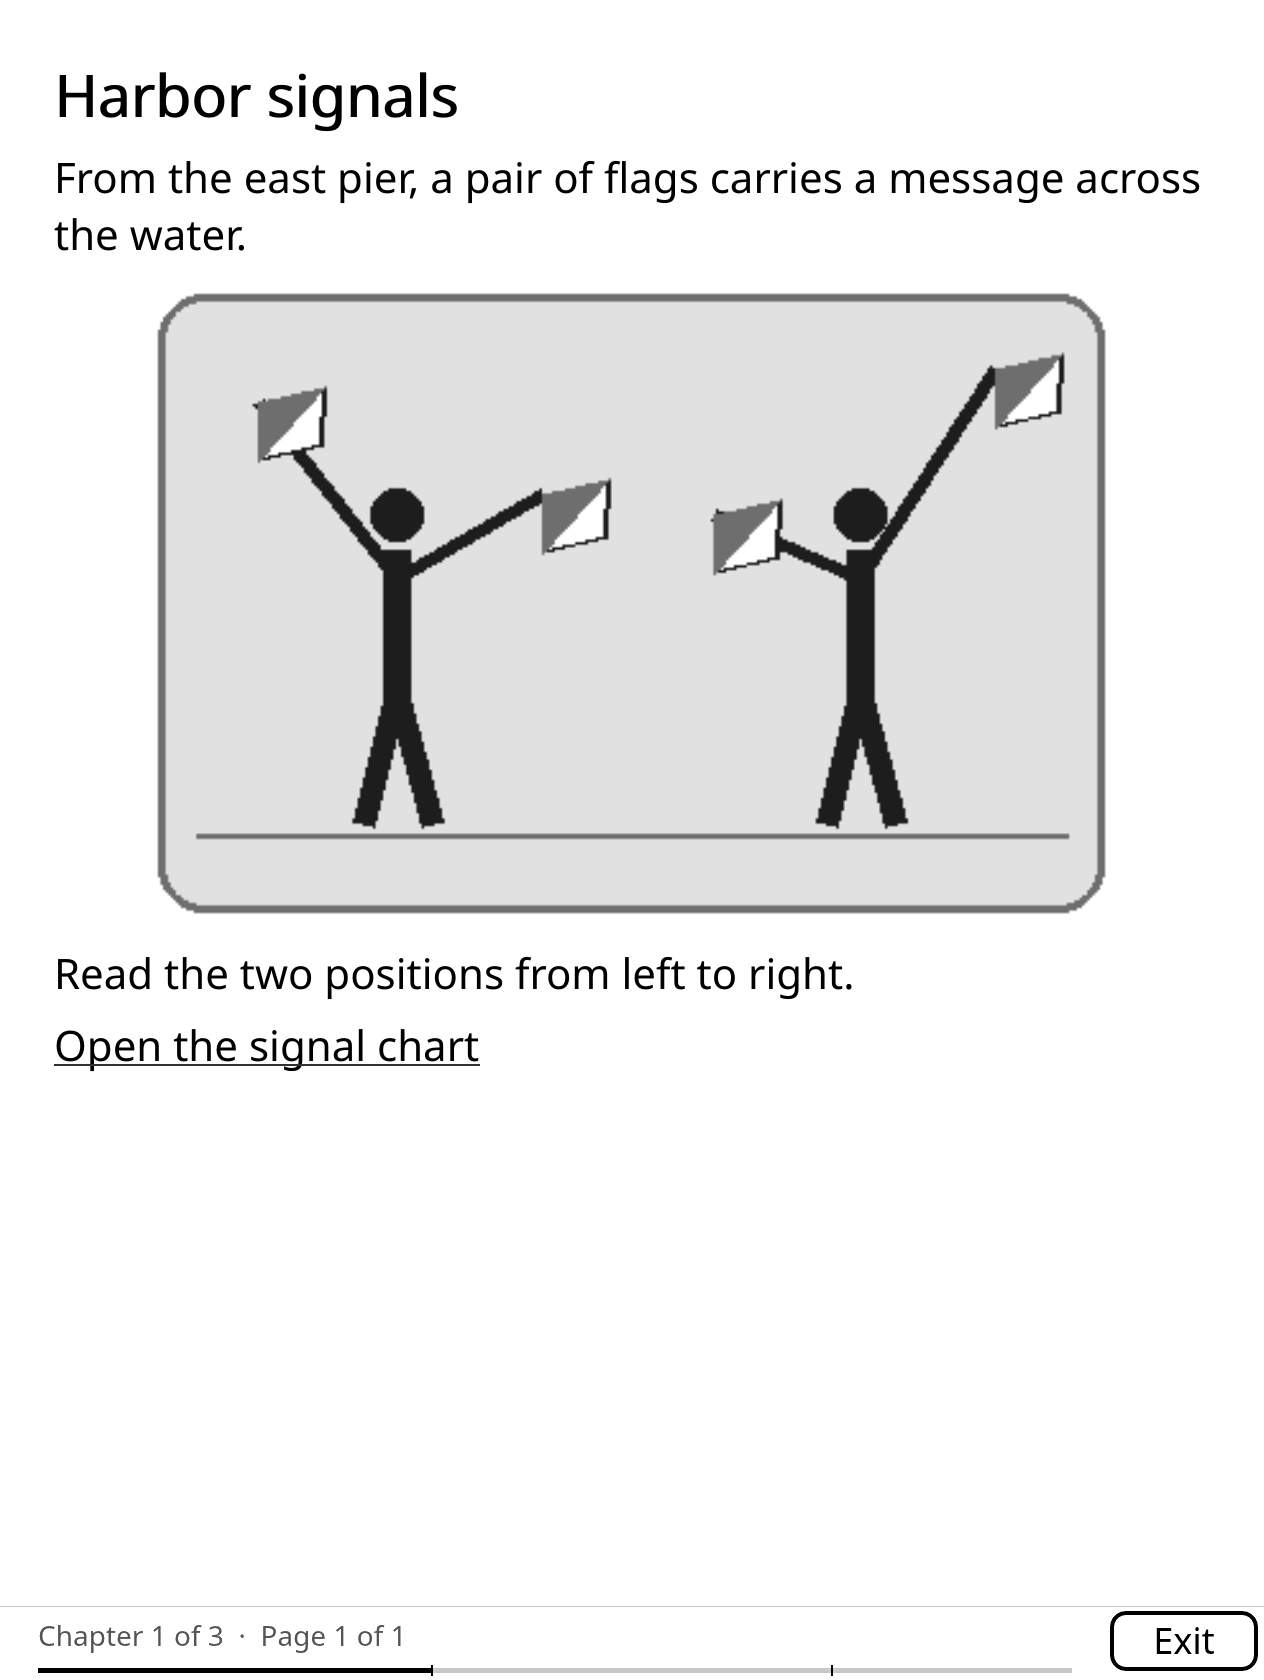 Harbor signals
From the east pier, a pair of flags carries a message across
the water.
Read the two positions from left to right.
Open the signal chart
Chapter 1 of 3 · Page 1 of 1
Exit